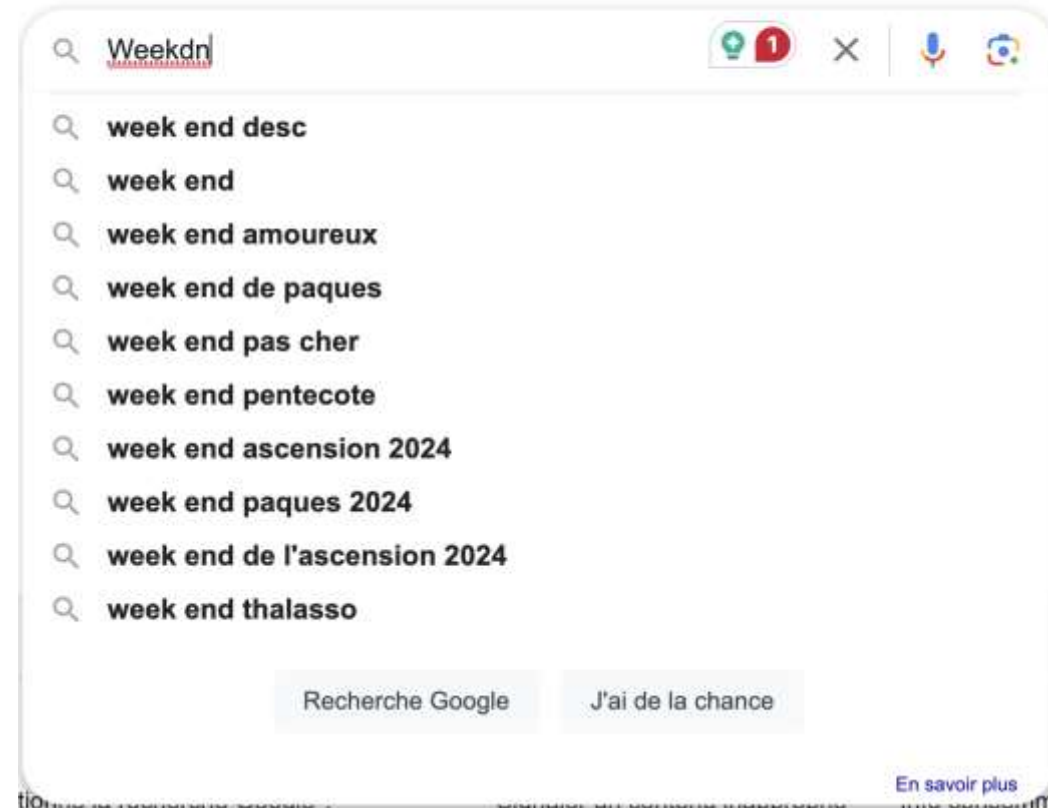 Weekdn
1
week end desc
week end
week end amoureux
week end de paques
week end pas cher
week end pentecote
week end ascension 2024
week end paques 2024
week end de l'ascension 2024
week end thalasso
Recherche Google J'ai de la chance
En savoir plus